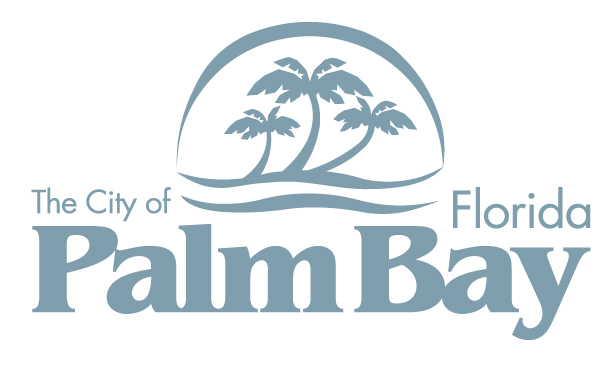 The City of
Palm Bay
Florida